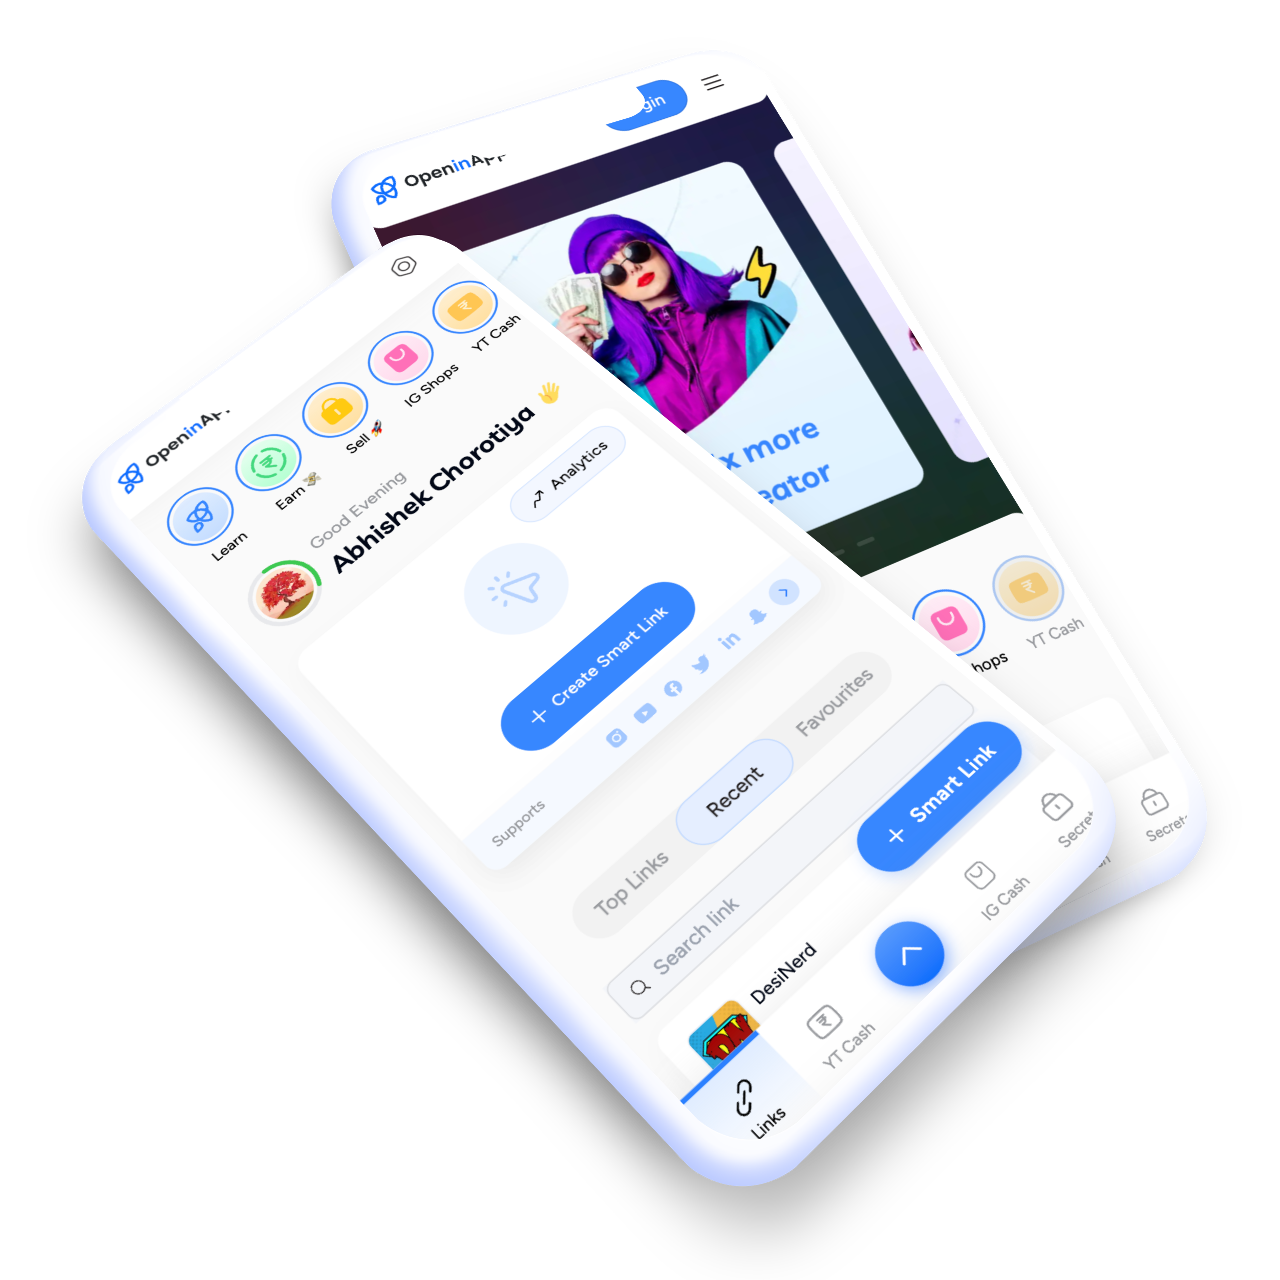 OpeninApp
Learn
Earn 💸
Sell 🚀
IG Shops
YT Cash
Good Evening
Abhishek Chorotiya 👋
Analytics
+ Create Smart Link
Supports
in
Top Links
Recent
Favourites
Search link
+ Smart Link
DesiNerd
DN
Links
YT Cash
IG Cash
Secret
OpeninApp
gin
x more
eator
hops
YT Cash
Secret